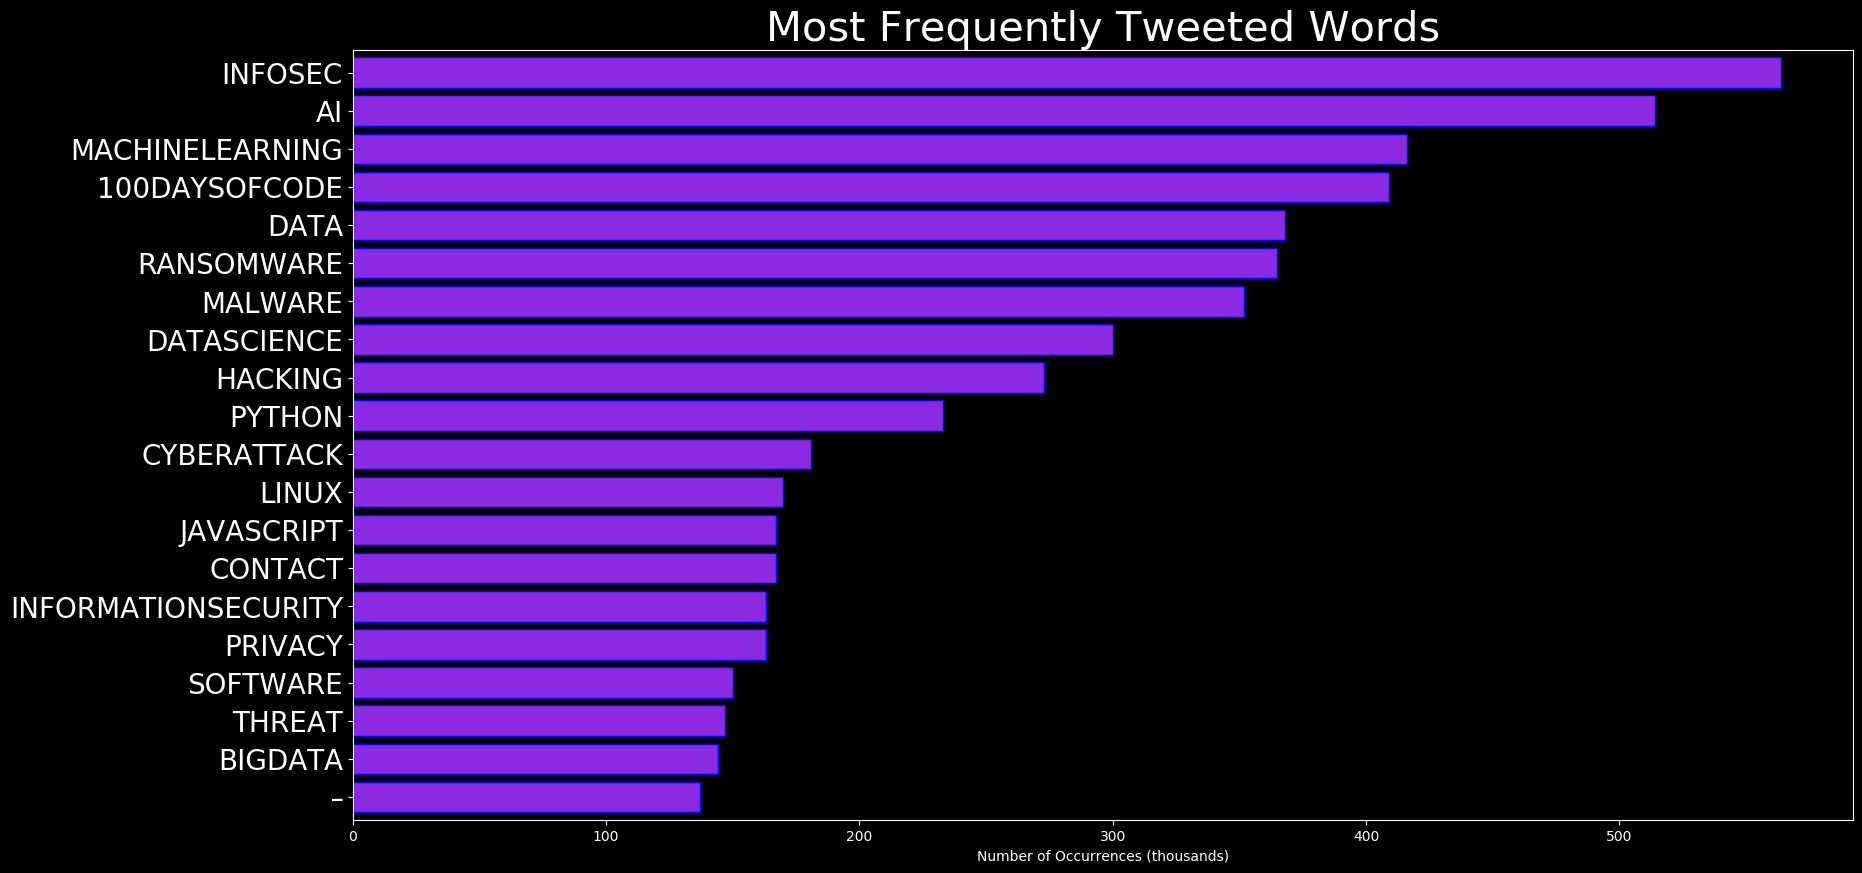 Most Frequently Tweeted Words
INFOSEC
AI
MACHINELEARNING
100DAYSOFCODE
DATA
RANSOMWARE
MALWARE
DATASCIENCE
HACKING
PYTHON
CYBERATTACK
LINUX
JAVASCRIPT
CONTACT
INFORMATIONSECURITY
PRIVACY
SOFTWARE
THREAT
BIGDATA
–
0 100 200 300 400 500
Number of Occurrences (thousands)